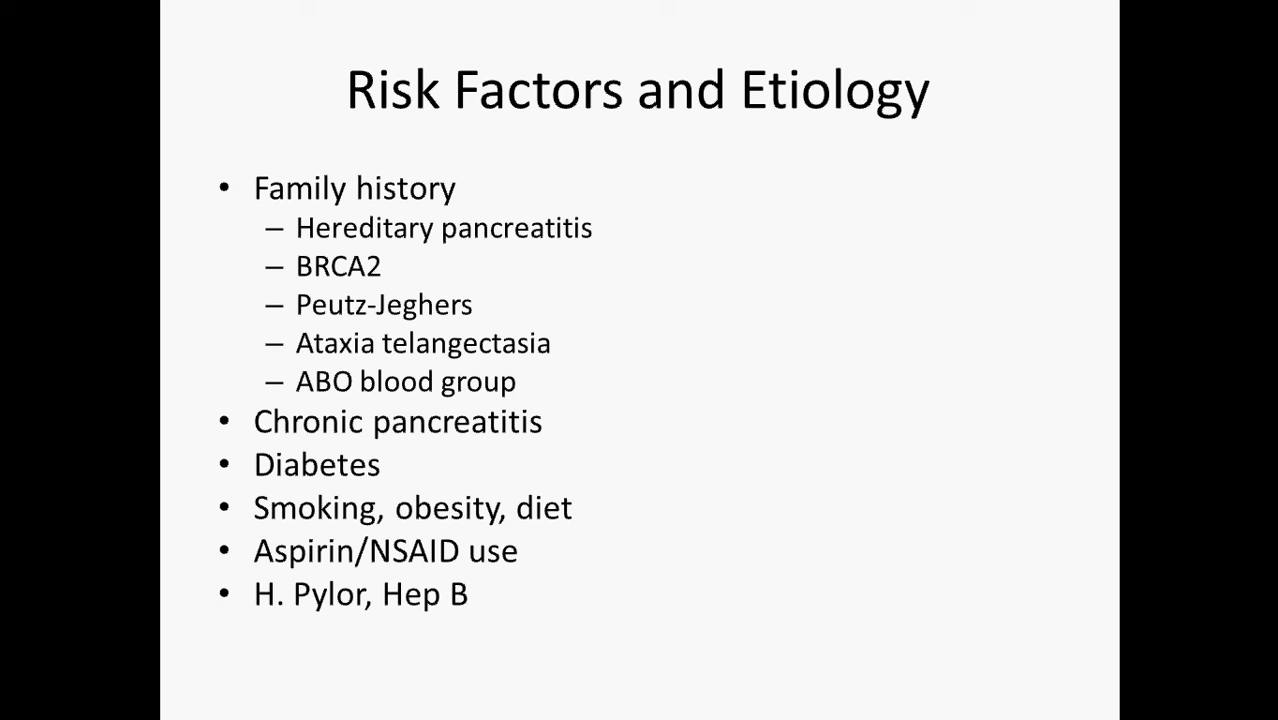 Risk Factors and Etiology
• Family history
– Hereditary pancreatitis
– BRCA2
– Peutz-Jeghers
– Ataxia telangectasia
– ABO blood group
• Chronic pancreatitis
• Diabetes
• Smoking, obesity, diet
• Aspirin/NSAID use
• H. Pylor, Hep B